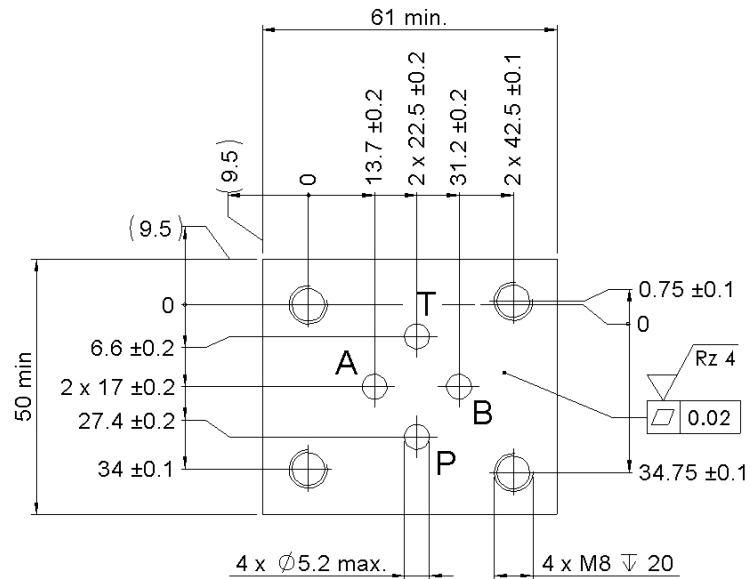 61 min.
(9.5)
0
13.7 ±0.2
2 x 22.5 ±0.2
31.2 ±0.2
2 x 42.5 ±0.1
(9.5)
0
6.6 ±0.2
2 x 17 ±0.2
27.4 ±0.2
34 ±0.1
50 min
T
A
B
P
0.75 ±0.1
0
Rz 4
0.02
34.75 ±0.1
4 x ∅5.2 max.
4 x M8 ↧ 20